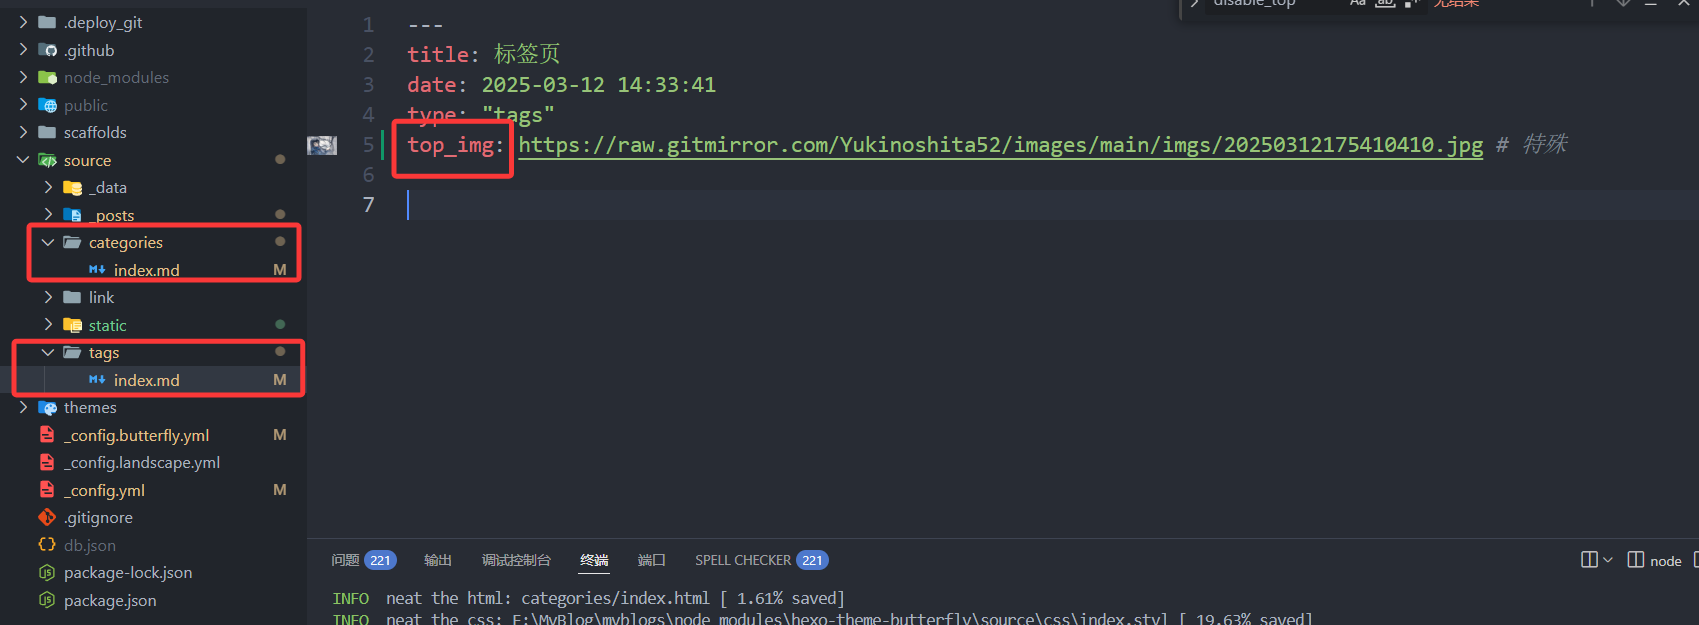 .deploy_git
.github
node_modules
public
scaffolds
source
_data
_posts
categories
index.md M
link
static
tags
index.md M
themes
_config.butterfly.yml M
_config.landscape.yml
_config.yml M
.gitignore
db.json
package-lock.json
package.json
disable_top Aa ab 无结果
1 ---
2 title: 标签页
3 date: 2025-03-12 14:33:41
4 type: "tags"
5 top_img: https://raw.gitmirror.com/Yukinoshita52/images/main/imgs/20250312175410410.jpg # 特殊
6
7
问题 221 输出 调试控制台 终端 端口 SPELL CHECKER 221 node
INFO neat the html: categories/index.html [ 1.61% saved]
INFO neat the css: F:\MyBlog\myblogs\node_modules\hexo-theme-butterfly\source\css\index.styl [ 19.63% saved]